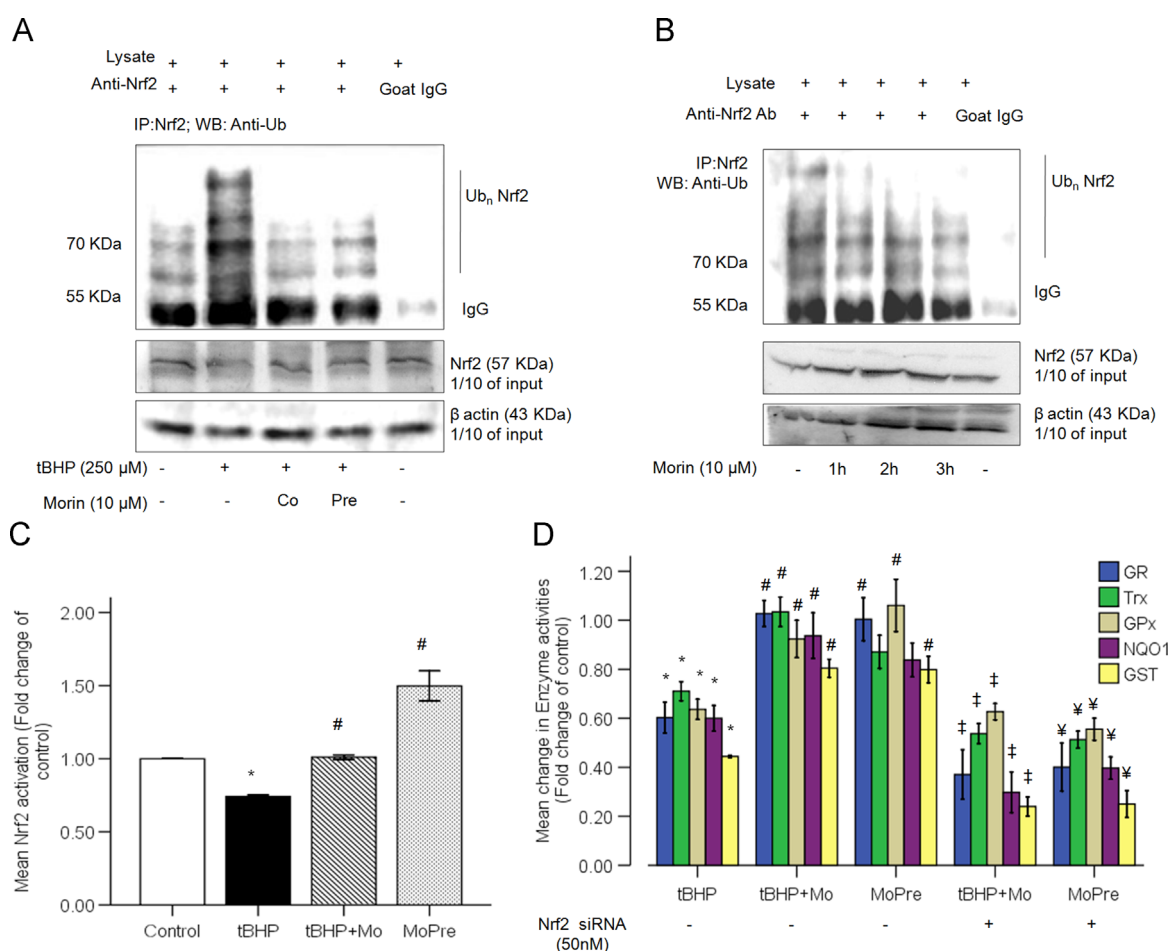 A
Lysate + + + + +
Anti-Nrf2 + + + + Goat IgG
IP:Nrf2; WB: Anti-Ub
Ubn Nrf2
70 KDa
55 KDa
IgG
Nrf2 (57 KDa)
1/10 of input
β actin (43 KDa)
1/10 of input
tBHP (250 µM) - + + + -
Morin (10 µM) - - Co Pre -
B
Lysate + + + + +
Anti-Nrf2 Ab + + + + Goat IgG
IP:Nrf2
WB: Anti-Ub
Ubn Nrf2
70 KDa
55 KDa
IgG
Nrf2 (57 KDa)
1/10 of input
β actin (43 KDa)
1/10 of input
Morin (10 µM) - 1h 2h 3h -
C
Mean Nrf2 activation (Fold change of
control)
2.00
1.50
1.00
0.50
0.00
* # #
Control tBHP tBHP+Mo MoPre
D
Mean change in Enzyme activities
(Fold change of control)
1.20
1.00
0.80
0.60
0.40
0.20
0.00
* * * * *
# # # # #
# # #
‡ ‡ ‡ ‡ ‡
¥ ¥ ¥ ¥ ¥
GR
Trx
GPx
NQO1
GST
tBHP tBHP+Mo MoPre tBHP+Mo MoPre
Nrf2 siRNA - - - + +
(50nM)